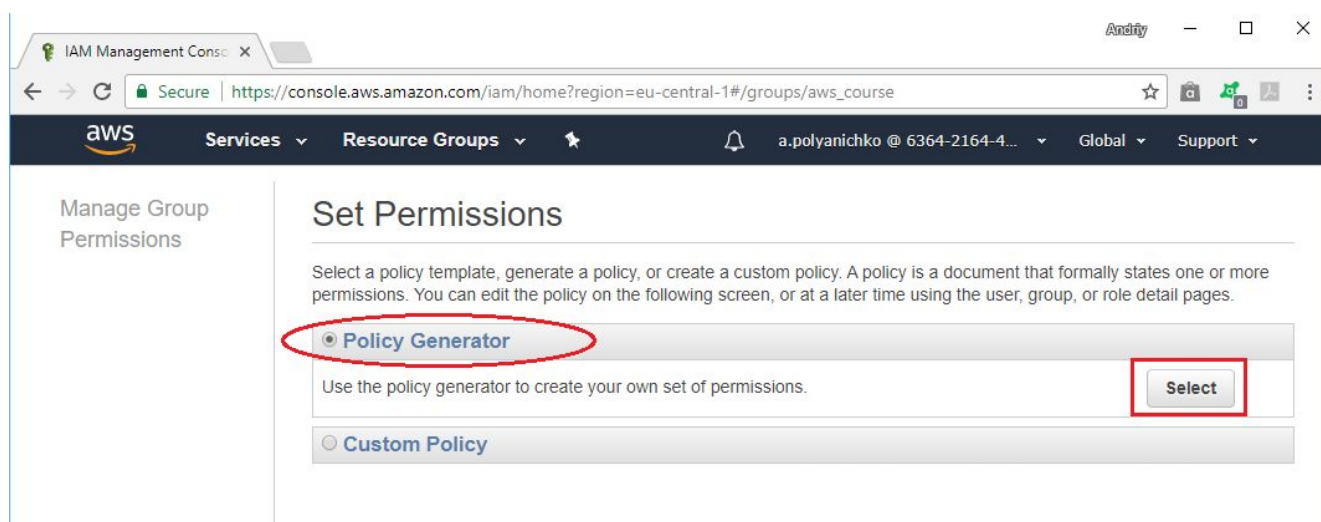 Andriy
IAM Management Consc
Secure https://console.aws.amazon.com/iam/home?region=eu-central-1#/groups/aws_course
0
aws Services Resource Groups a.polyanichko @ 6364-2164-4... Global Support
Manage Group
Permissions
Set Permissions
Select a policy template, generate a policy, or create a custom policy. A policy is a document that formally states one or more
permissions. You can edit the policy on the following screen, or at a later time using the user, group, or role detail pages.
Policy Generator
Use the policy generator to create your own set of permissions. Select
Custom Policy